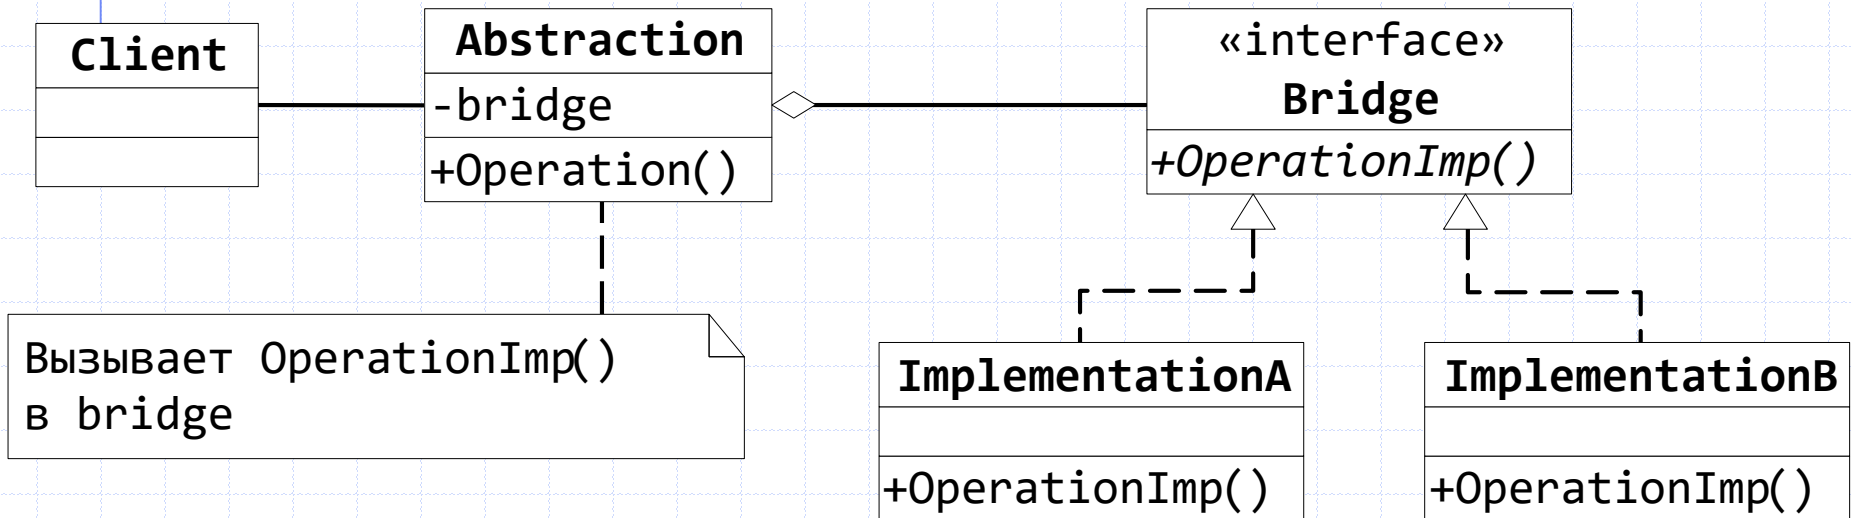 Client
Abstraction
-bridge
+Operation()
«interface»
Bridge
+OperationImp()
Вызывает OperationImp()
в bridge
ImplementationA
+OperationImp()
ImplementationB
+OperationImp()